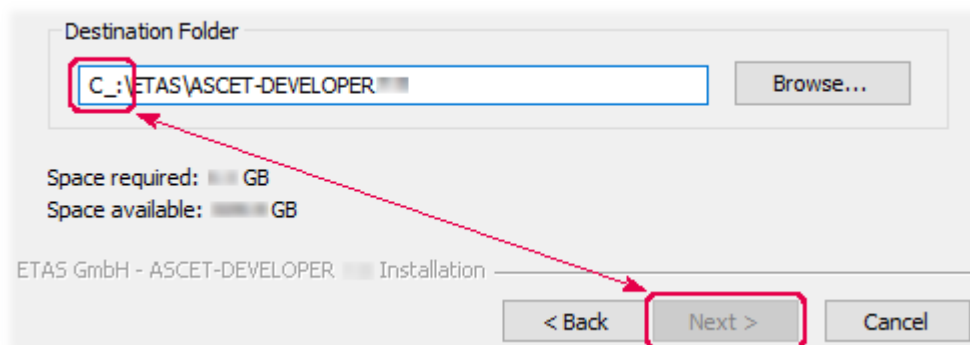 Destination Folder
C_:\ETAS\ASCET-DEVELOPER
Browse...
Space required: GB
Space available: GB
ETAS GmbH - ASCET-DEVELOPER Installation
< Back
Next >
Cancel